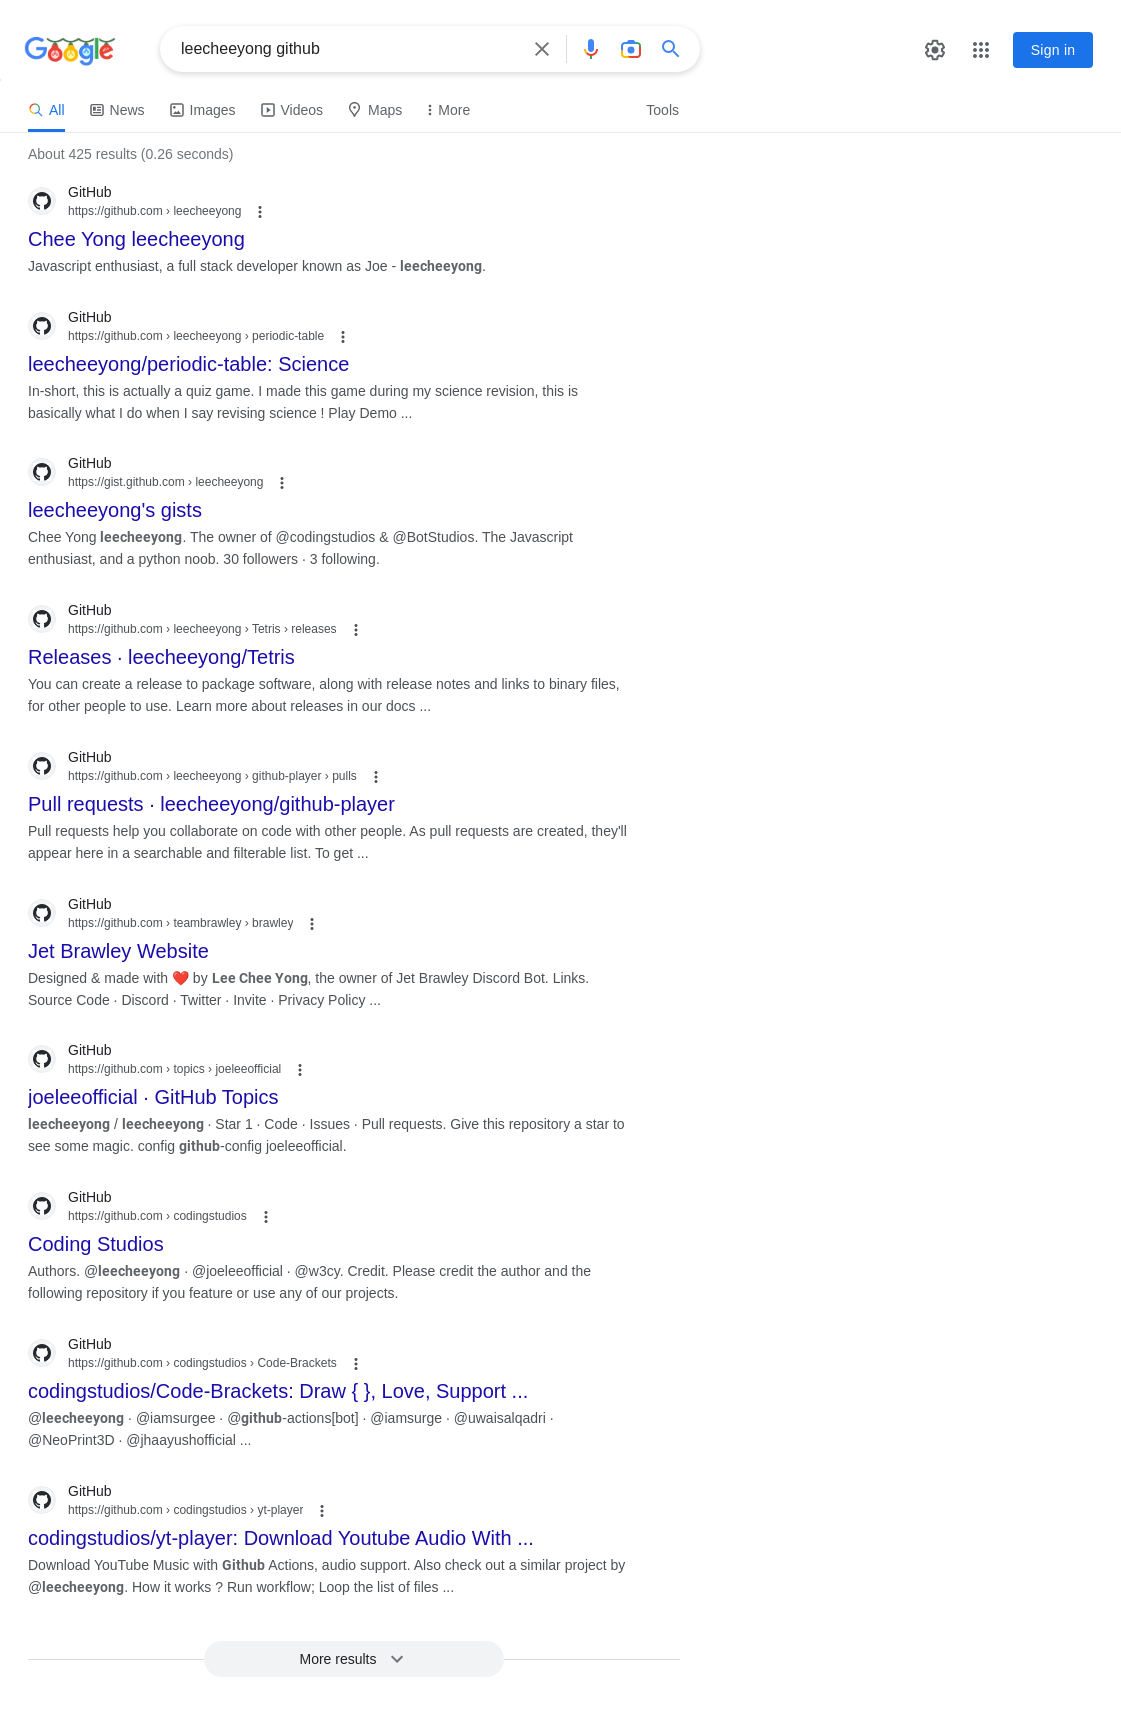 Google
leecheeyong github
Sign in
All
News
Images
Videos
Maps
More
Tools
About 425 results (0.26 seconds)
GitHub
https://github.com › leecheeyong
Chee Yong leecheeyong
Javascript enthusiast, a full stack developer known as Joe - leecheeyong.
GitHub
https://github.com › leecheeyong › periodic-table
leecheeyong/periodic-table: Science
In-short, this is actually a quiz game. I made this game during my science revision, this is
basically what I do when I say revising science ! Play Demo ...
GitHub
https://gist.github.com › leecheeyong
leecheeyong's gists
Chee Yong leecheeyong. The owner of @codingstudios & @BotStudios. The Javascript
enthusiast, and a python noob. 30 followers · 3 following.
GitHub
https://github.com › leecheeyong › Tetris › releases
Releases · leecheeyong/Tetris
You can create a release to package software, along with release notes and links to binary files,
for other people to use. Learn more about releases in our docs ...
GitHub
https://github.com › leecheeyong › github-player › pulls
Pull requests · leecheeyong/github-player
Pull requests help you collaborate on code with other people. As pull requests are created, they'll
appear here in a searchable and filterable list. To get ...
GitHub
https://github.com › teambrawley › brawley
Jet Brawley Website
Designed & made with ❤️ by Lee Chee Yong, the owner of Jet Brawley Discord Bot. Links.
Source Code · Discord · Twitter · Invite · Privacy Policy ...
GitHub
https://github.com › topics › joeleeofficial
joeleeofficial · GitHub Topics
leecheeyong / leecheeyong · Star 1 · Code · Issues · Pull requests. Give this repository a star to
see some magic. config github-config joeleeofficial.
GitHub
https://github.com › codingstudios
Coding Studios
Authors. @leecheeyong · @joeleeofficial · @w3cy. Credit. Please credit the author and the
following repository if you feature or use any of our projects.
GitHub
https://github.com › codingstudios › Code-Brackets
codingstudios/Code-Brackets: Draw { }, Love, Support ...
@leecheeyong · @iamsurgee · @github-actions[bot] · @iamsurge · @uwaisalqadri ·
@NeoPrint3D · @jhaayushofficial ...
GitHub
https://github.com › codingstudios › yt-player
codingstudios/yt-player: Download Youtube Audio With ...
Download YouTube Music with Github Actions, audio support. Also check out a similar project by
@leecheeyong. How it works ? Run workflow; Loop the list of files ...
More results